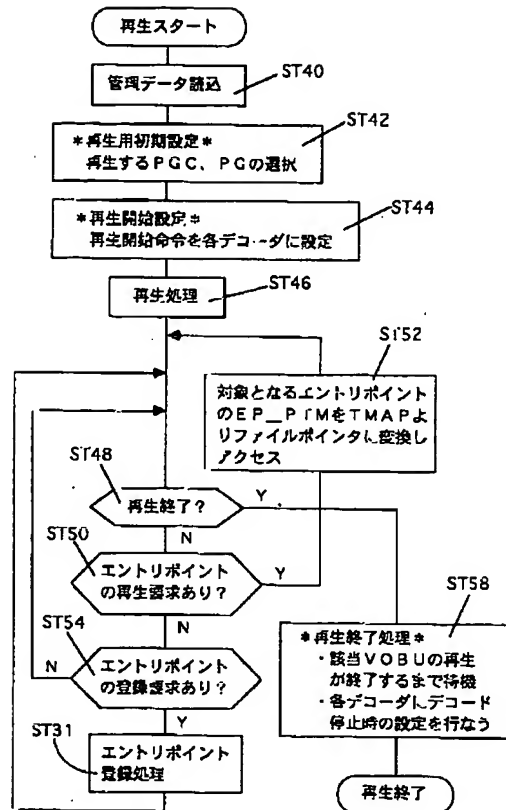 再生スタート
ST40
管理データ読込
ST42
*再生用初期設定*
再生するPGC、PGの選択
ST44
*再生開始設定*
再生開始命令を各デコーダに設定
ST46
再生処理
ST52
対象となるエントリポイント
のEP_PTMをTMAPよ
りファイルポインタに変換し
アクセス
ST48
再生終了?
Y
N
ST50
エントリポイント
の再生要求あり?
Y
N
ST54
エントリポイント
の登録要求あり?
N
Y
ST31
エントリポイント
登録処理
ST58
*再生終了処理*
・該当VOBUの再生
が終了するまで待機
・各デコーダにデコード
停止時の設定を行なう
再生終了